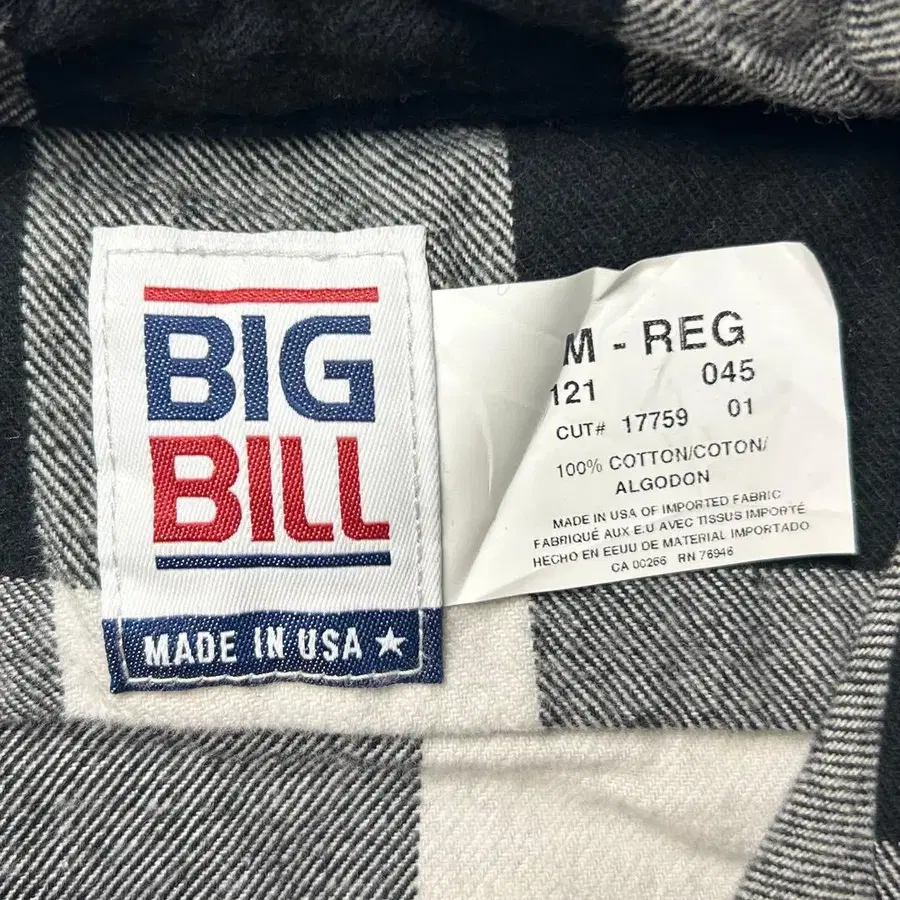 BIG
BILL
MADE IN USA ★
M - REG
121 045
CUT# 17759 01
100% COTTON/COTON/
ALGODON
MADE IN USA OF IMPORTED FABRIC
FABRIQUÉ AUX E.U AVEC TISSUS IMPORTÉ
HECHO EN EEUU DE MATERIAL IMPORTADO
CA 00266 RN 76946